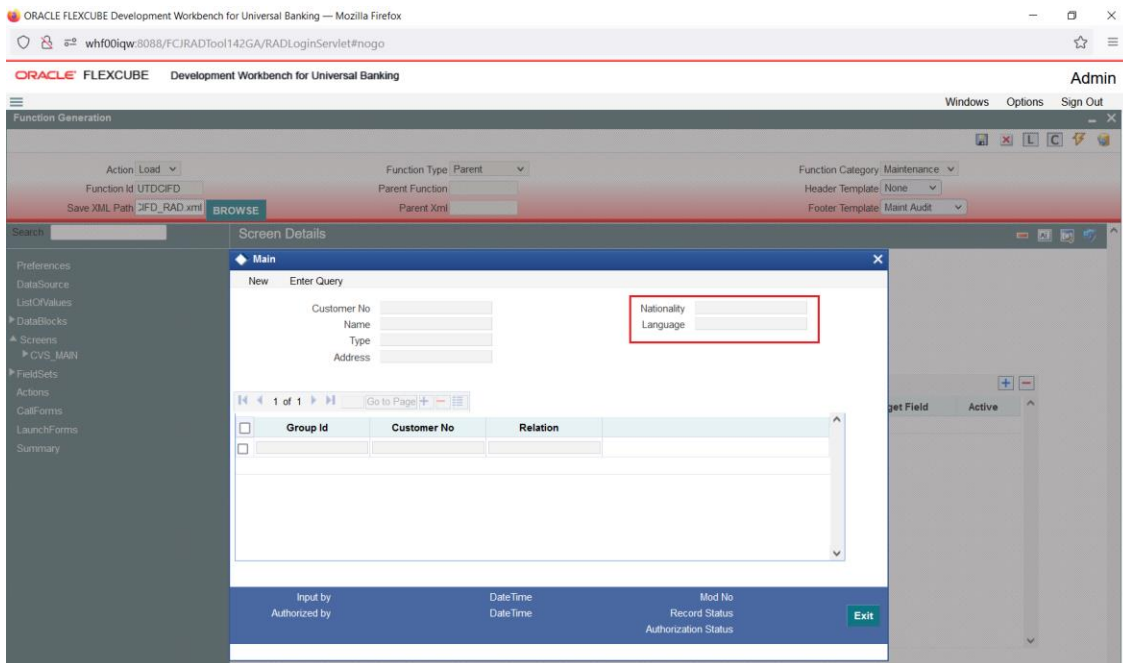 ORACLE FLEXCUBE Development Workbench for Universal Banking — Mozilla Firefox
whf00iqw:8088/FCJRADTool142GA/RADLoginServlet#nogo
ORACLE FLEXCUBE Development Workbench for Universal Banking
Admin
Windows Options Sign Out
Function Generation
L C
Action Load Function Type Parent Function Category Maintenance
Function Id UTDCIFD Parent Function Header Template None
Save XML Path CIFD_RAD.xml BROWSE Parent Xml Footer Template Maint Audit
Search Screen Details
Preferences
DataSource
ListOfValues
DataBlocks
Screens
CVS_MAIN
FieldSets
Actions
CallForms
LaunchForms
Summary
Main
New Enter Query
Customer No Nationality
Name Language
Type
Address
1 of 1 Go to Page
get Field Active
Group Id Customer No Relation
Input by DateTime Mod No
Authorized by DateTime Record Status
Authorization Status
Exit